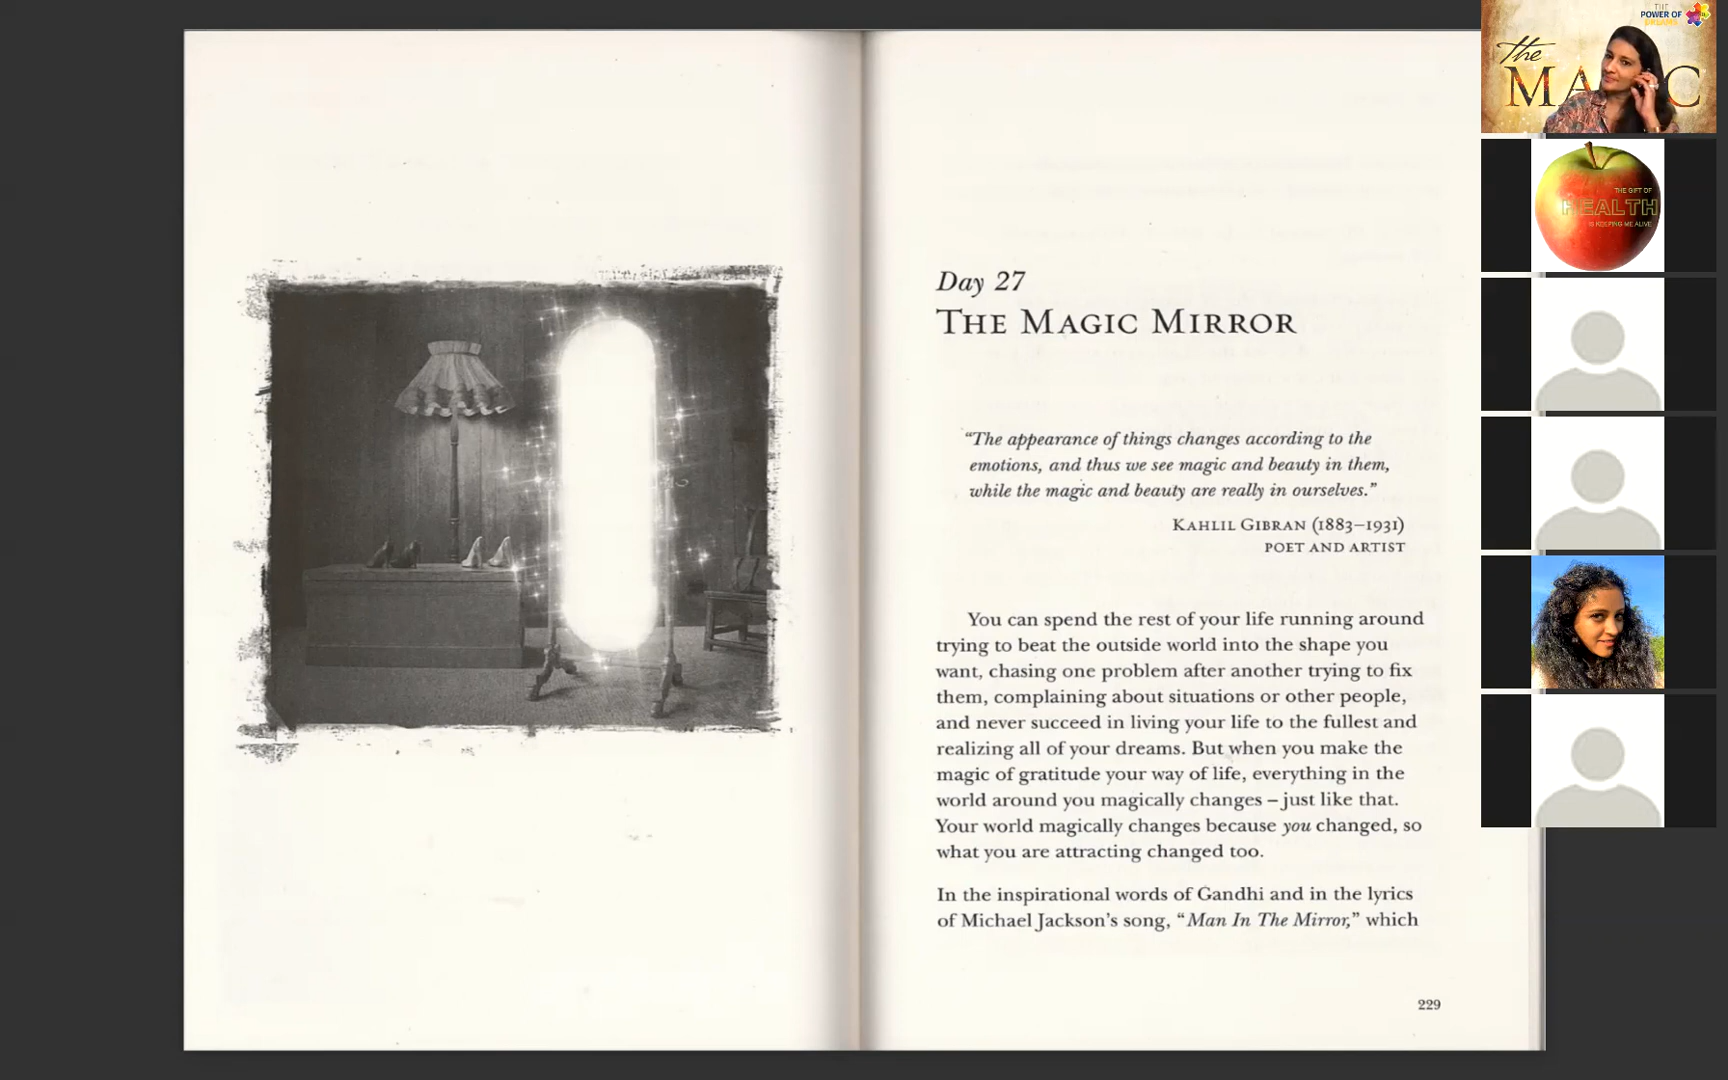 Day 27
THE MAGIC MIRROR
“The appearance of things changes according to the
emotions, and thus we see magic and beauty in them,
while the magic and beauty are really in ourselves.”
KAHLIL GIBRAN (1883–1931)
POET AND ARTIST
You can spend the rest of your life running around
trying to beat the outside world into the shape you
want, chasing one problem after another trying to fix
them, complaining about situations or other people,
and never succeed in living your life to the fullest and
realizing all of your dreams. But when you make the
magic of gratitude your way of life, everything in the
world around you magically changes – just like that.
Your world magically changes because you changed, so
what you are attracting changed too.
In the inspirational words of Gandhi and in the lyrics
of Michael Jackson’s song, “Man In The Mirror,” which
229
THE
POWER OF
DREAMS
the
MA C
THE GIFT OF
HEALTH
IS KEEPING ME ALIVE